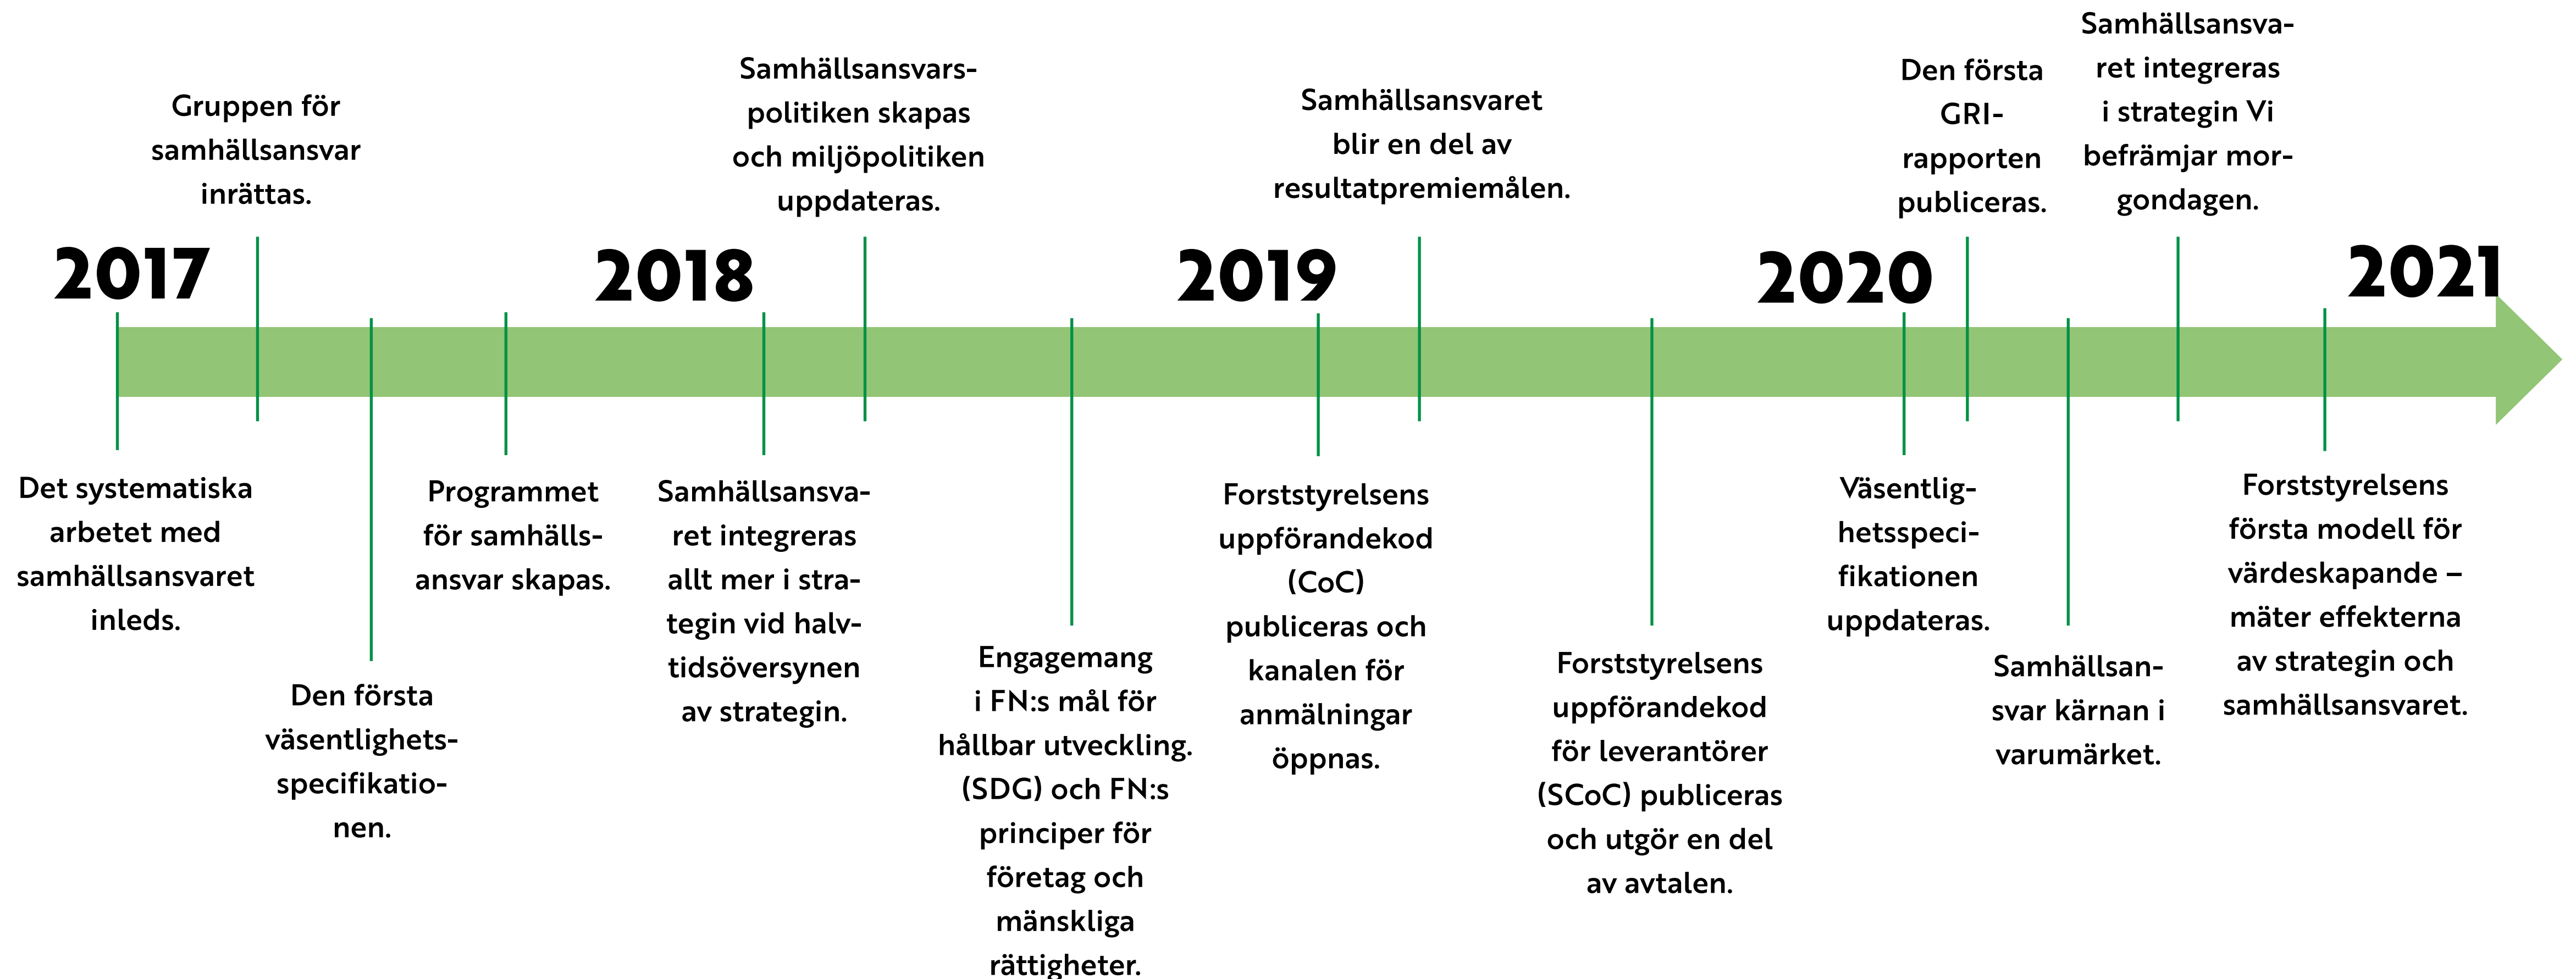 Gruppen för
samhällsansvar
inrättas.
Samhällsansvars-
politiken skapas
och miljöpolitiken
uppdateras.
Samhällsansvaret
blir en del av
resultatpremiemålen.
Den första
GRI-
rapporten
publiceras.
Samhällsansva-
ret integreras
i strategin Vi
befrämjar mor-
gondagen.
2017
2018
2019
2020
2021
Det systematiska
arbetet med
samhällsansvaret
inleds.
Den första
väsentlighets-
specifikatio-
nen.
Programmet
för samhälls-
ansvar skapas.
Samhällsansva-
ret integreras
allt mer i stra-
tegin vid halv-
tidsöversynen
av strategin.
Engagemang
i FN:s mål för
hållbar utveckling.
(SDG) och FN:s
principer för
företag och
mänskliga
rättigheter.
Forststyrelsens
uppförandekod
(CoC)
publiceras och
kanalen för
anmälningar
öppnas.
Forststyrelsens
uppförandekod
för leverantörer
(SCoC) publiceras
och utgör en del
av avtalen.
Väsentlig-
hetsspeci-
fikationen
uppdateras.
Samhällsan-
svar kärnan i
varumärket.
Forststyrelsens
första modell för
värdeskapande –
mäter effekterna
av strategin och
samhällsansvaret.